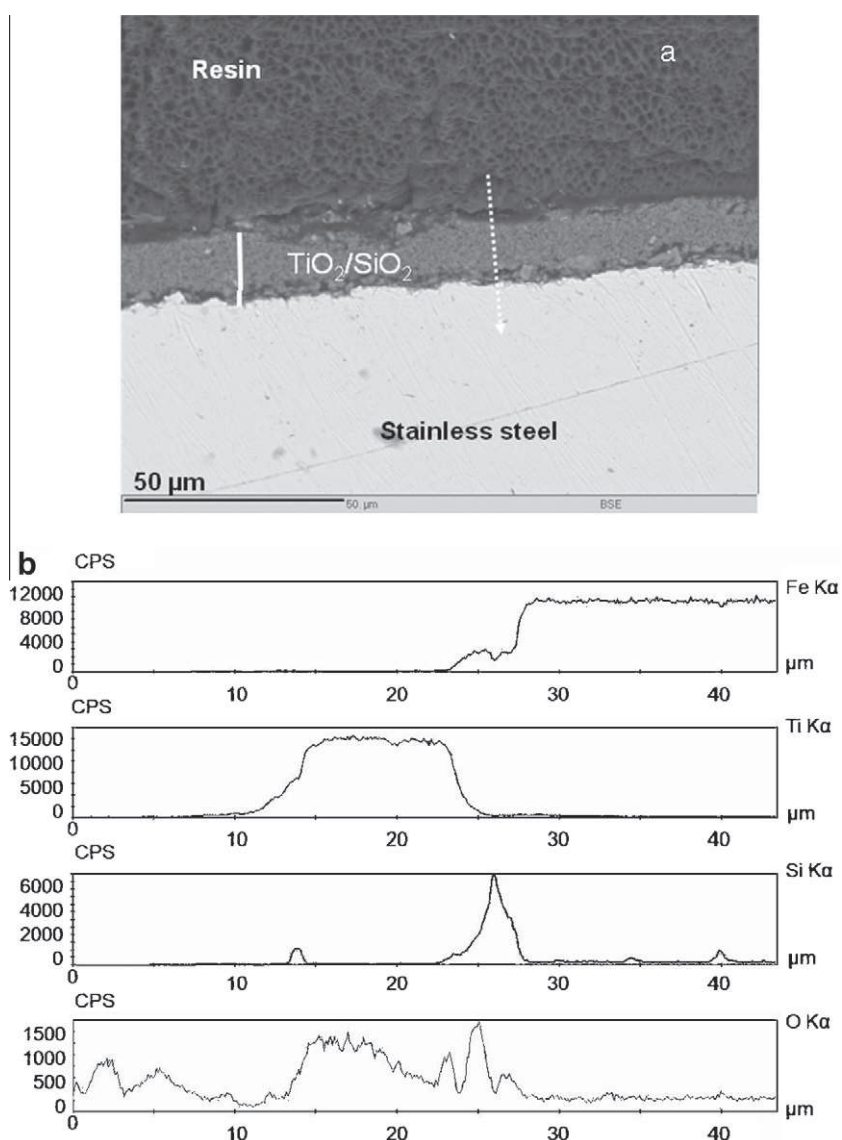 Resin
a
TiO₂/SiO₂
Stainless steel
50 µm
50 µm
BSE
b
CPS
12000
8000
4000
0
Fe Kα
µm
0 10 20 30 40
CPS
15000
10000
5000
0
Ti Kα
µm
0 10 20 30 40
CPS
6000
4000
2000
0
Si Kα
µm
0 10 20 30 40
CPS
1500
1000
500
0
O Kα
µm
0 10 20 30 40